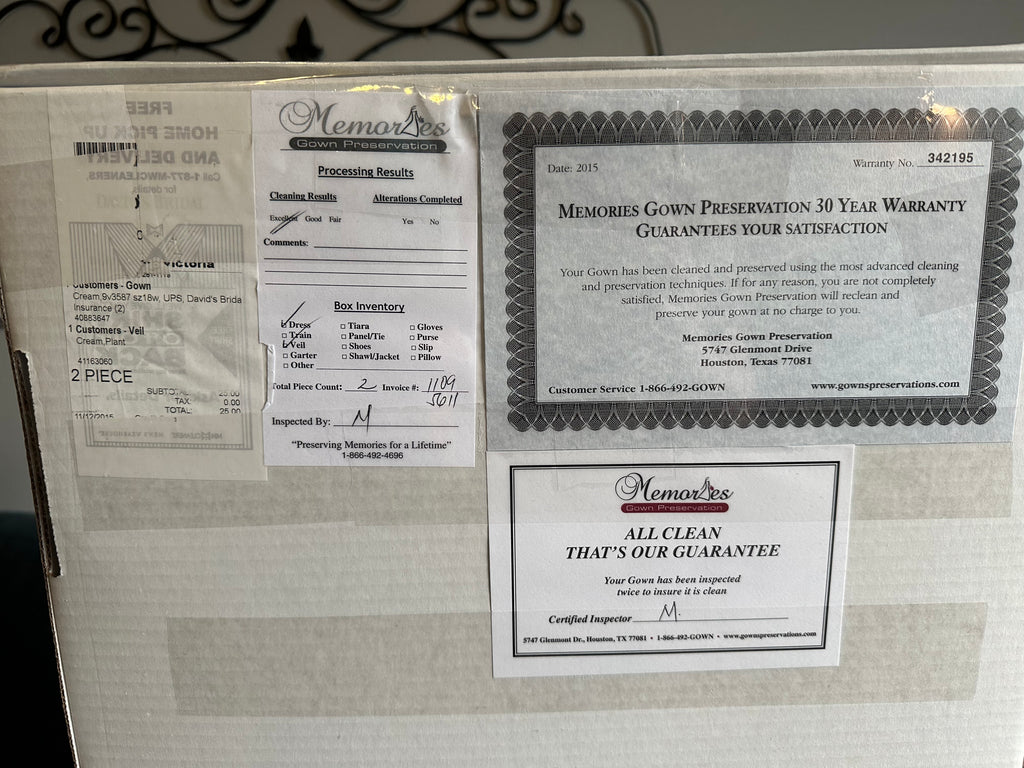 FREE
HOME PICK UP
AND DELIVERY
Call 1-877-NWCLEANERS
for details
Victoria
Customers - Gown
Cream,9v3587 sz18w, UPS, David's Brida
Insurance (2)
40883647
1 Customers - Veil
Cream,Plant
41163060
2 PIECE
SUBTOTAL
TAX 0.00
TOTAL: 25.00
11/12/2015
Memories
Gown Preservation
Processing Results
Cleaning Results Alterations Completed
Excellent Good Fair Yes No
Comments:
Box Inventory
Dress Tiara Gloves
Train Panel/Tie Purse
Veil Shoes Slip
Garter Shawl/Jacket Pillow
Other
Total Piece Count: 2 Invoice #: 1109
5611
Inspected By: M
"Preserving Memories for a Lifetime"
1-866-492-4696
Date: 2015 Warranty No. 342195
MEMORIES GOWN PRESERVATION 30 YEAR WARRANTY
GUARANTEES YOUR SATISFACTION
Your Gown has been cleaned and preserved using the most advanced cleaning
and preservation techniques. If for any reason, you are not completely
satisfied, Memories Gown Preservation will reclean and
preserve your gown at no charge to you.
Memories Gown Preservation
5747 Glenmont Drive
Houston, Texas 77081
Customer Service 1-866-492-GOWN www.gownspreservations.com
Memories
Gown Preservation
ALL CLEAN
THAT'S OUR GUARANTEE
Your Gown has been inspected
twice to insure it is clean
Certified Inspector M.
5747 Glenmont Dr., Houston, TX 77081 • 1-866-492-GOWN • www.gownspreservations.com